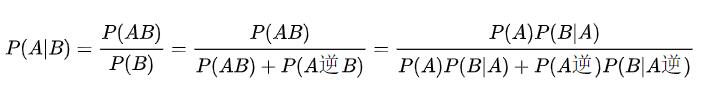 P(A|B) = P(AB) / P(B) = P(AB) / (P(AB) + P(A逆B)) = P(A)P(B|A) / (P(A)P(B|A) + P(A逆)P(B|A逆))